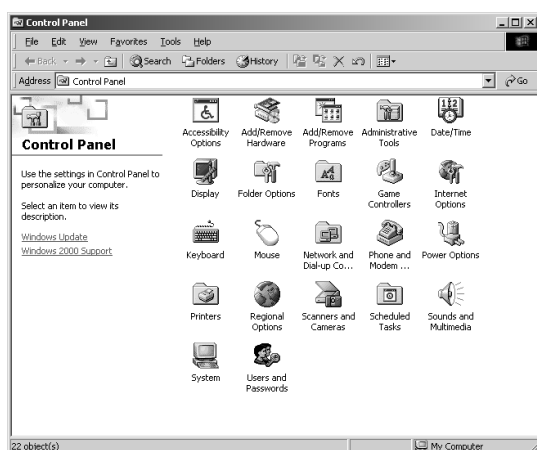 Control Panel
File Edit View Favorites Tools Help
Back Search Folders History
Address Control Panel Go
Control Panel
Use the settings in Control Panel to
personalize your computer.
Select an item to view its
description.
Windows Update
Windows 2000 Support
Accessibility Options
Add/Remove Hardware
Add/Remove Programs
Administrative Tools
Date/Time
Display
Folder Options
Fonts
Game Controllers
Internet Options
Keyboard
Mouse
Network and Dial-up Co...
Phone and Modem ...
Power Options
Printers
Regional Options
Scanners and Cameras
Scheduled Tasks
Sounds and Multimedia
System
Users and Passwords
22 object(s) My Computer